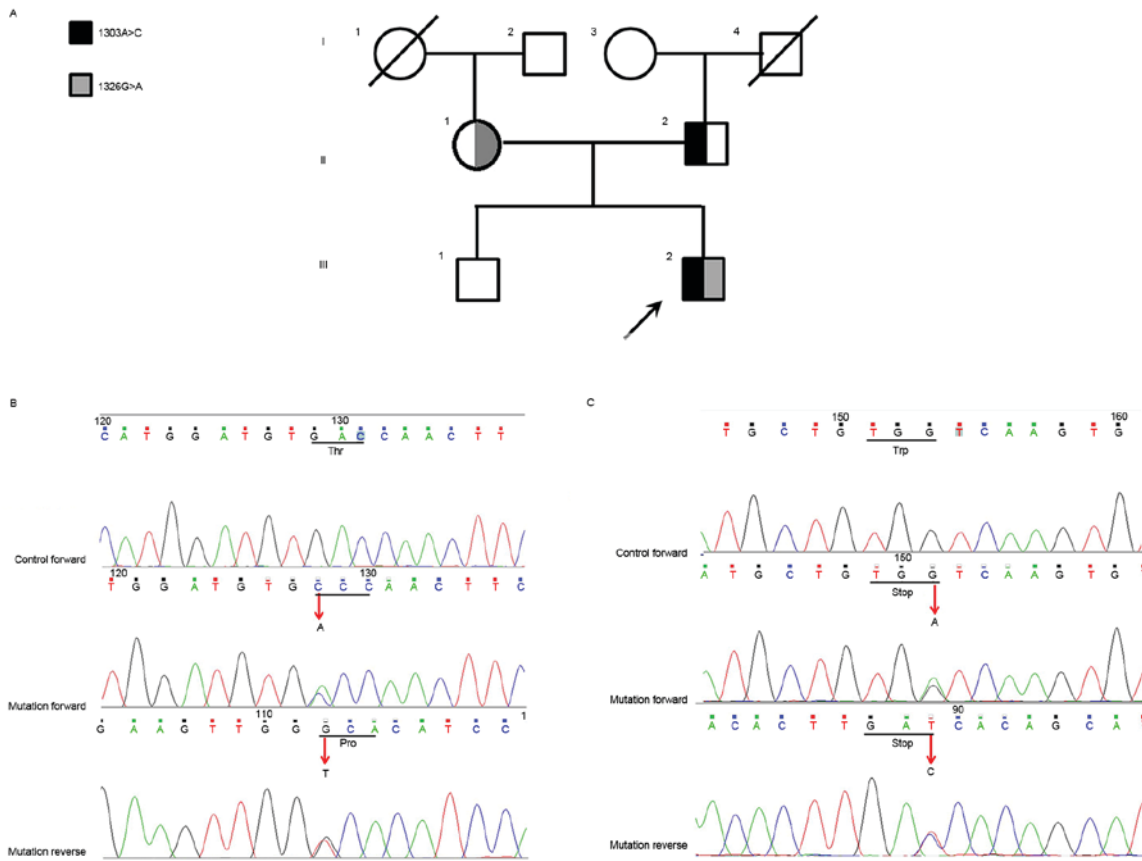 A
1303A>C
1326G>A
I
1
2
3
4
II
1
2
III
1
2
B
120 130
C A T G G A T G T G A C C A A C T T
Thr
Control forward
120 130
T G G A T G T G C C C A A C T T C
A
Mutation forward
110 1
G A A G T T G G G C A C A T C C
Pro
T
Mutation reverse
C
150 160
T G C T G T G G T C A A G T G
Trp
Control forward
150
A T G C T G T G G T C A A G T G
Stop
A
Mutation forward
90
A C A C T T G A T C A C A G C A
Stop
C
Mutation reverse